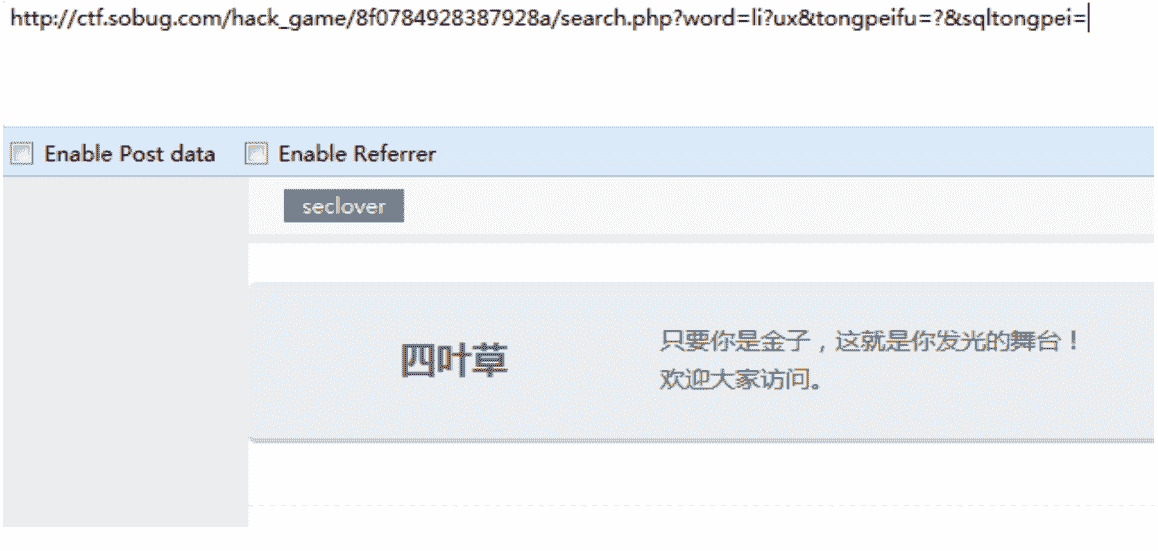 http://ctf.sobug.com/hack_game/8f0784928387928a/search.php?word=li?ux&tongpeifu=?&sqltongpei=
Enable Post data Enable Referrer
seclover
四叶草
只要你是金子，这就是你发光的舞台！
欢迎大家访问。